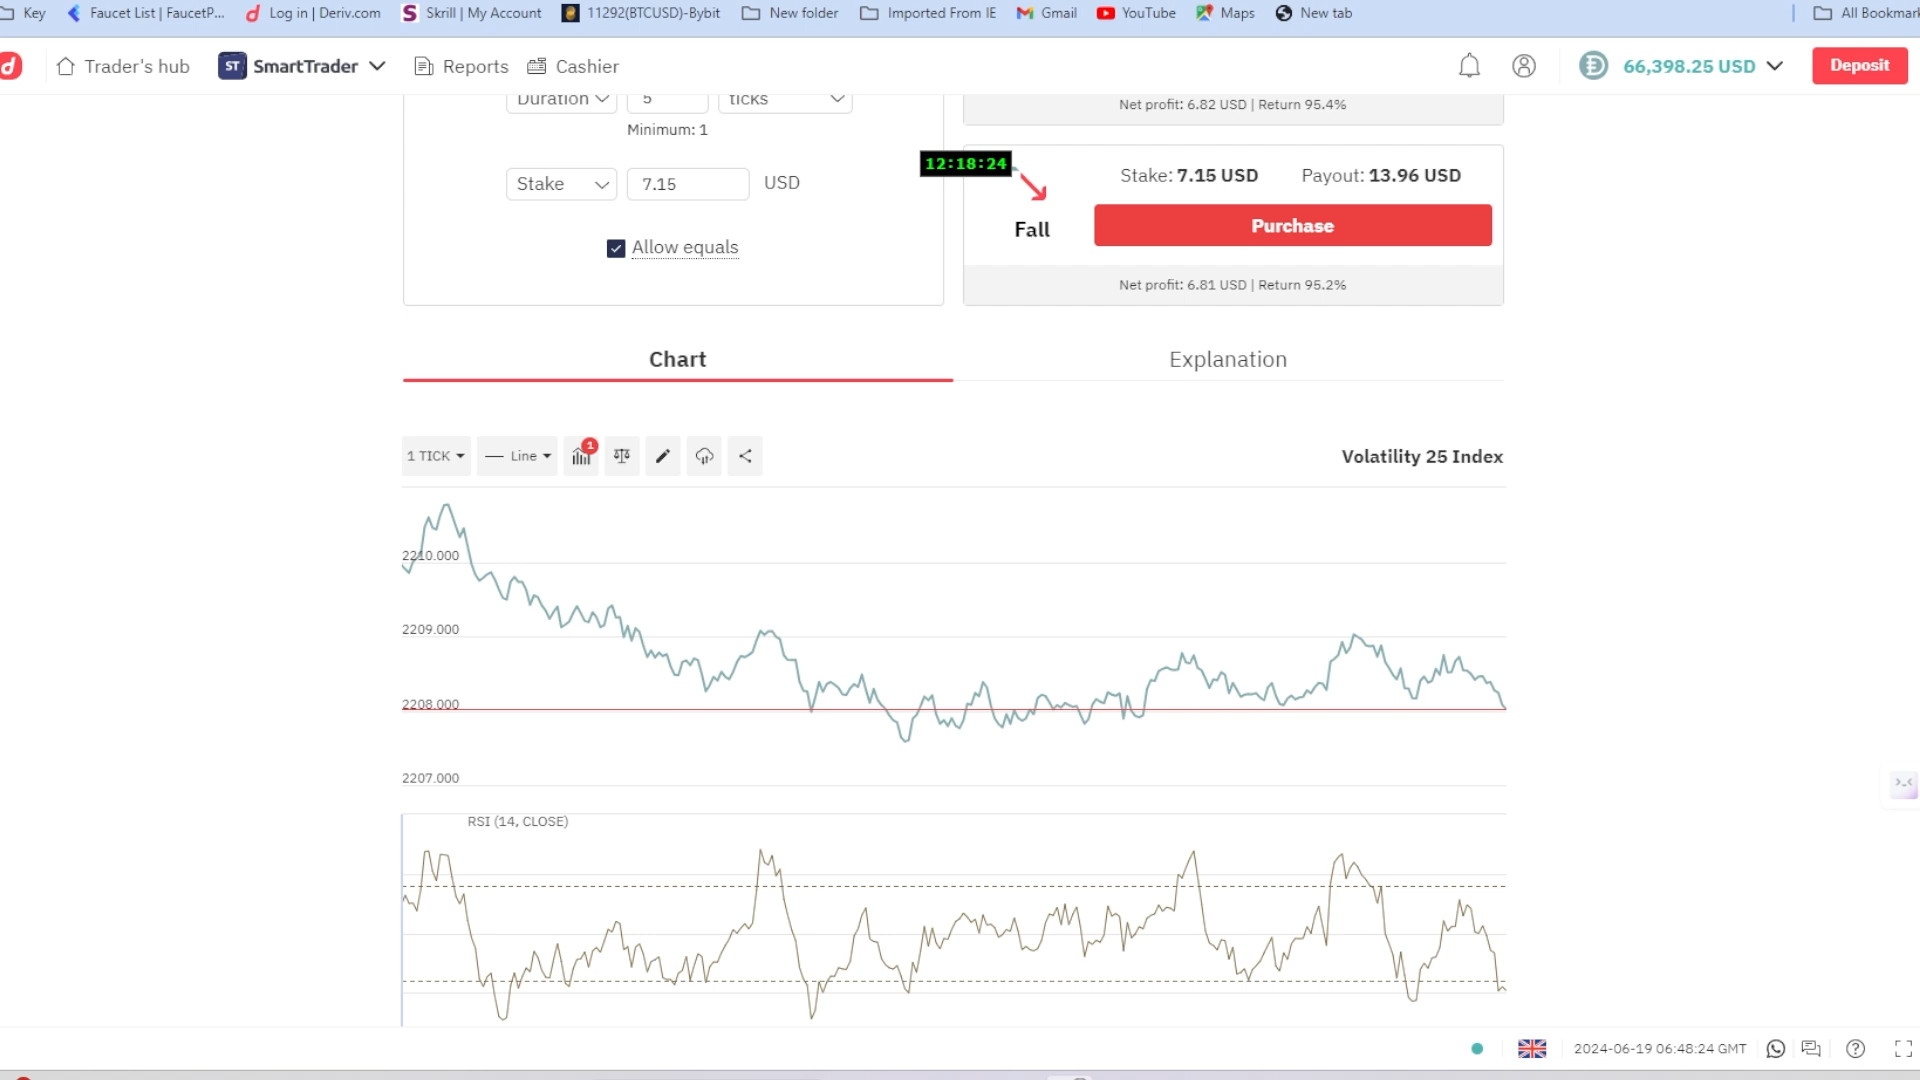 Key
Faucet List | FaucetP...
Log in | Deriv.com
Skrill | My Account
11292(BTCUSD)-Bybit
New folder
Imported From IE
Gmail
YouTube
Maps
New tab
All Bookmark
Trader's hub
ST SmartTrader
Reports
Cashier
66,398.25 USD
Deposit
Duration 5 ticks
Minimum: 1
Stake 7.15 USD
Allow equals
Net profit: 6.82 USD | Return 95.4%
12:18:24
Stake: 7.15 USD Payout: 13.96 USD
Fall
Purchase
Net profit: 6.81 USD | Return 95.2%
Chart
Explanation
1 TICK
Line
1
Volatility 25 Index
2210.000
2209.000
2208.000
2207.000
RSI (14, CLOSE)
2024-06-19 06:48:24 GMT